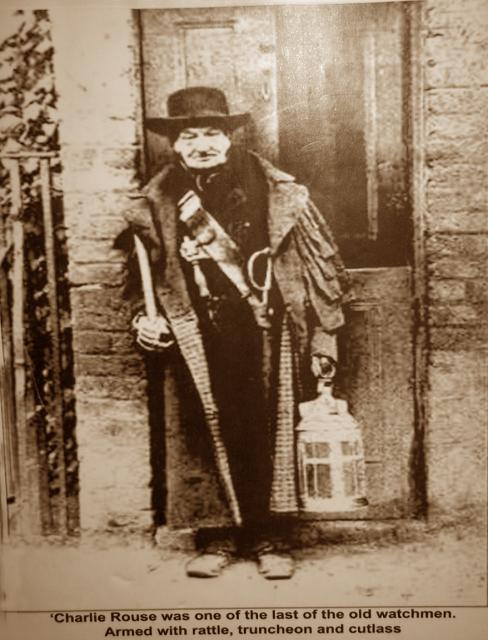 ‘Charlie Rouse was one of the last of the old watchmen.
Armed with rattle, truncheon and cutlass